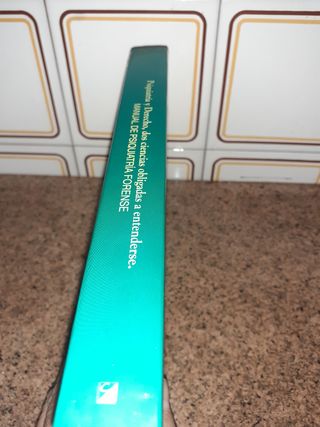 Psiquiatría y Derecho, dos ciencias obligadas a entenderse.
MANUAL DE PSIQUIATRÍA FORENSE